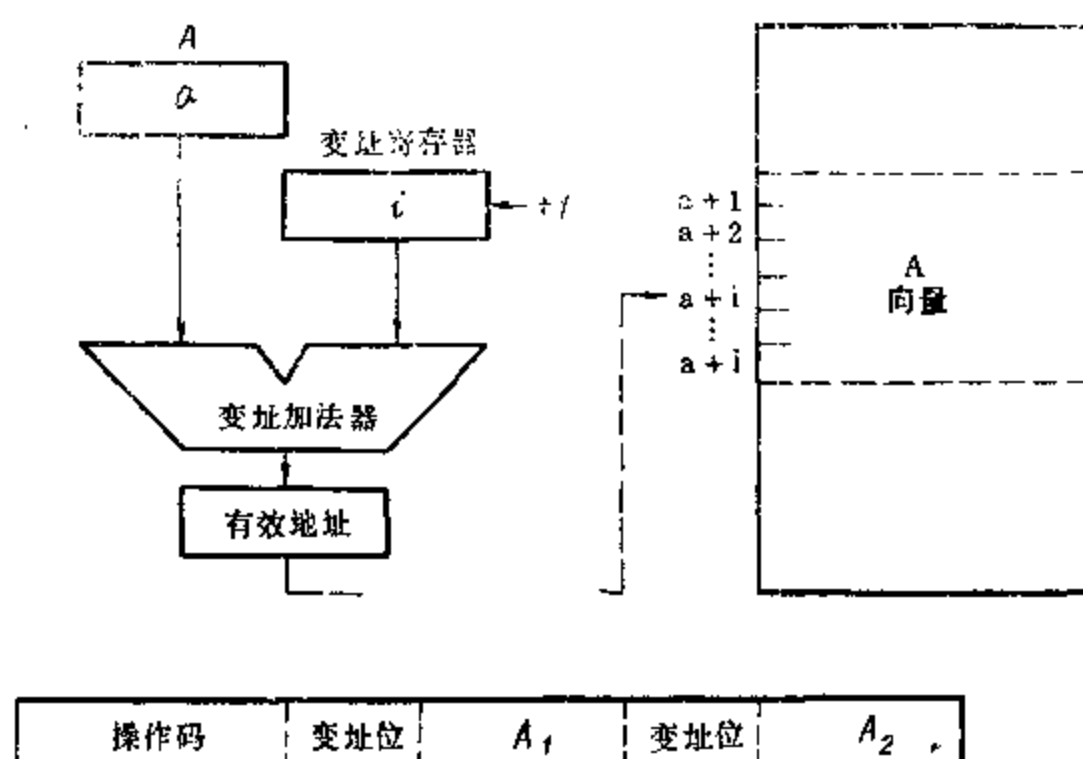 A
a
变址寄存器
i
+1
a+1
a+2
⋮
a+i
⋮
a+i
A
向量
变址加法器
有效地址
操作码 变址位 A₁ 变址位 A₂